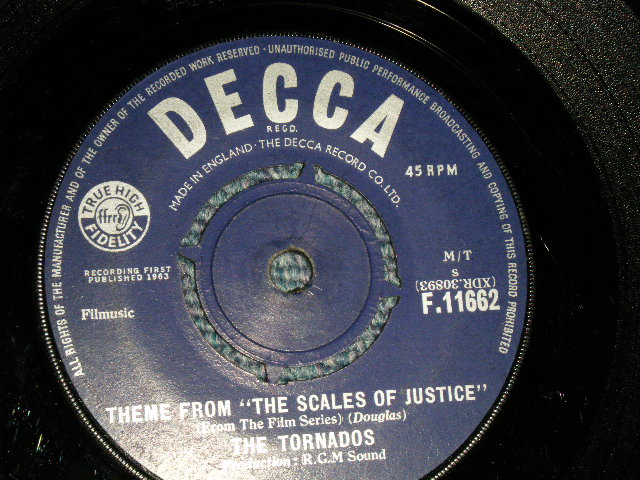 ALL RIGHTS OF THE MANUFACTURER AND OF THE OWNER OF THE RECORDED WORK RESERVED · UNAUTHORISED PUBLIC PERFORMANCE BROADCASTING AND COPYING OF THIS RECORD PROHIBITED
DECCA
REGD.
MADE IN ENGLAND · THE DECCA RECORD CO. LTD.
45 RPM
TRUE HIGH
ffrr
FIDELITY
RECORDING FIRST
PUBLISHED 1963
M/T
s
(XDR.30893)
F.11662
Filmusic
THEME FROM "THE SCALES OF JUSTICE"
(From The Film Series) (Douglas)
THE TORNADOS
Production: R.G.M Sound